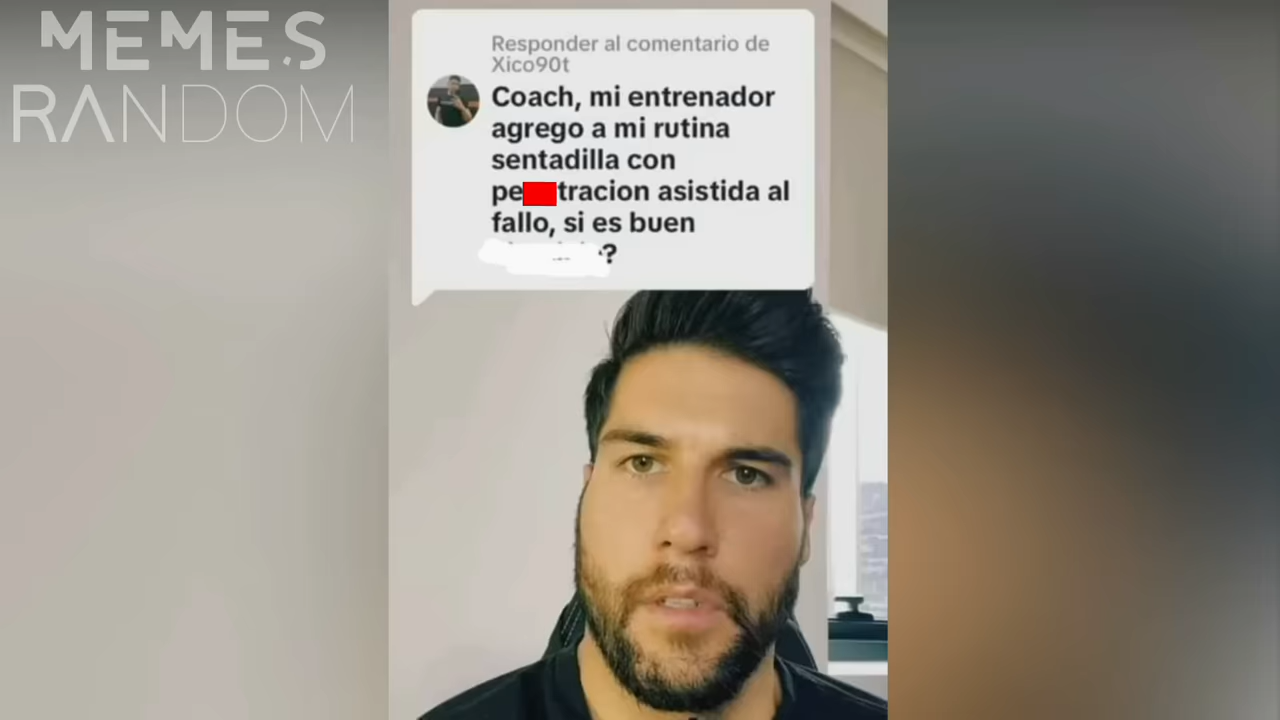 MEMES
RANDOM
Responder al comentario de
Xico90t
Coach, mi entrenador
agrego a mi rutina
sentadilla con
pe tracion asistida al
fallo, si es buen
?